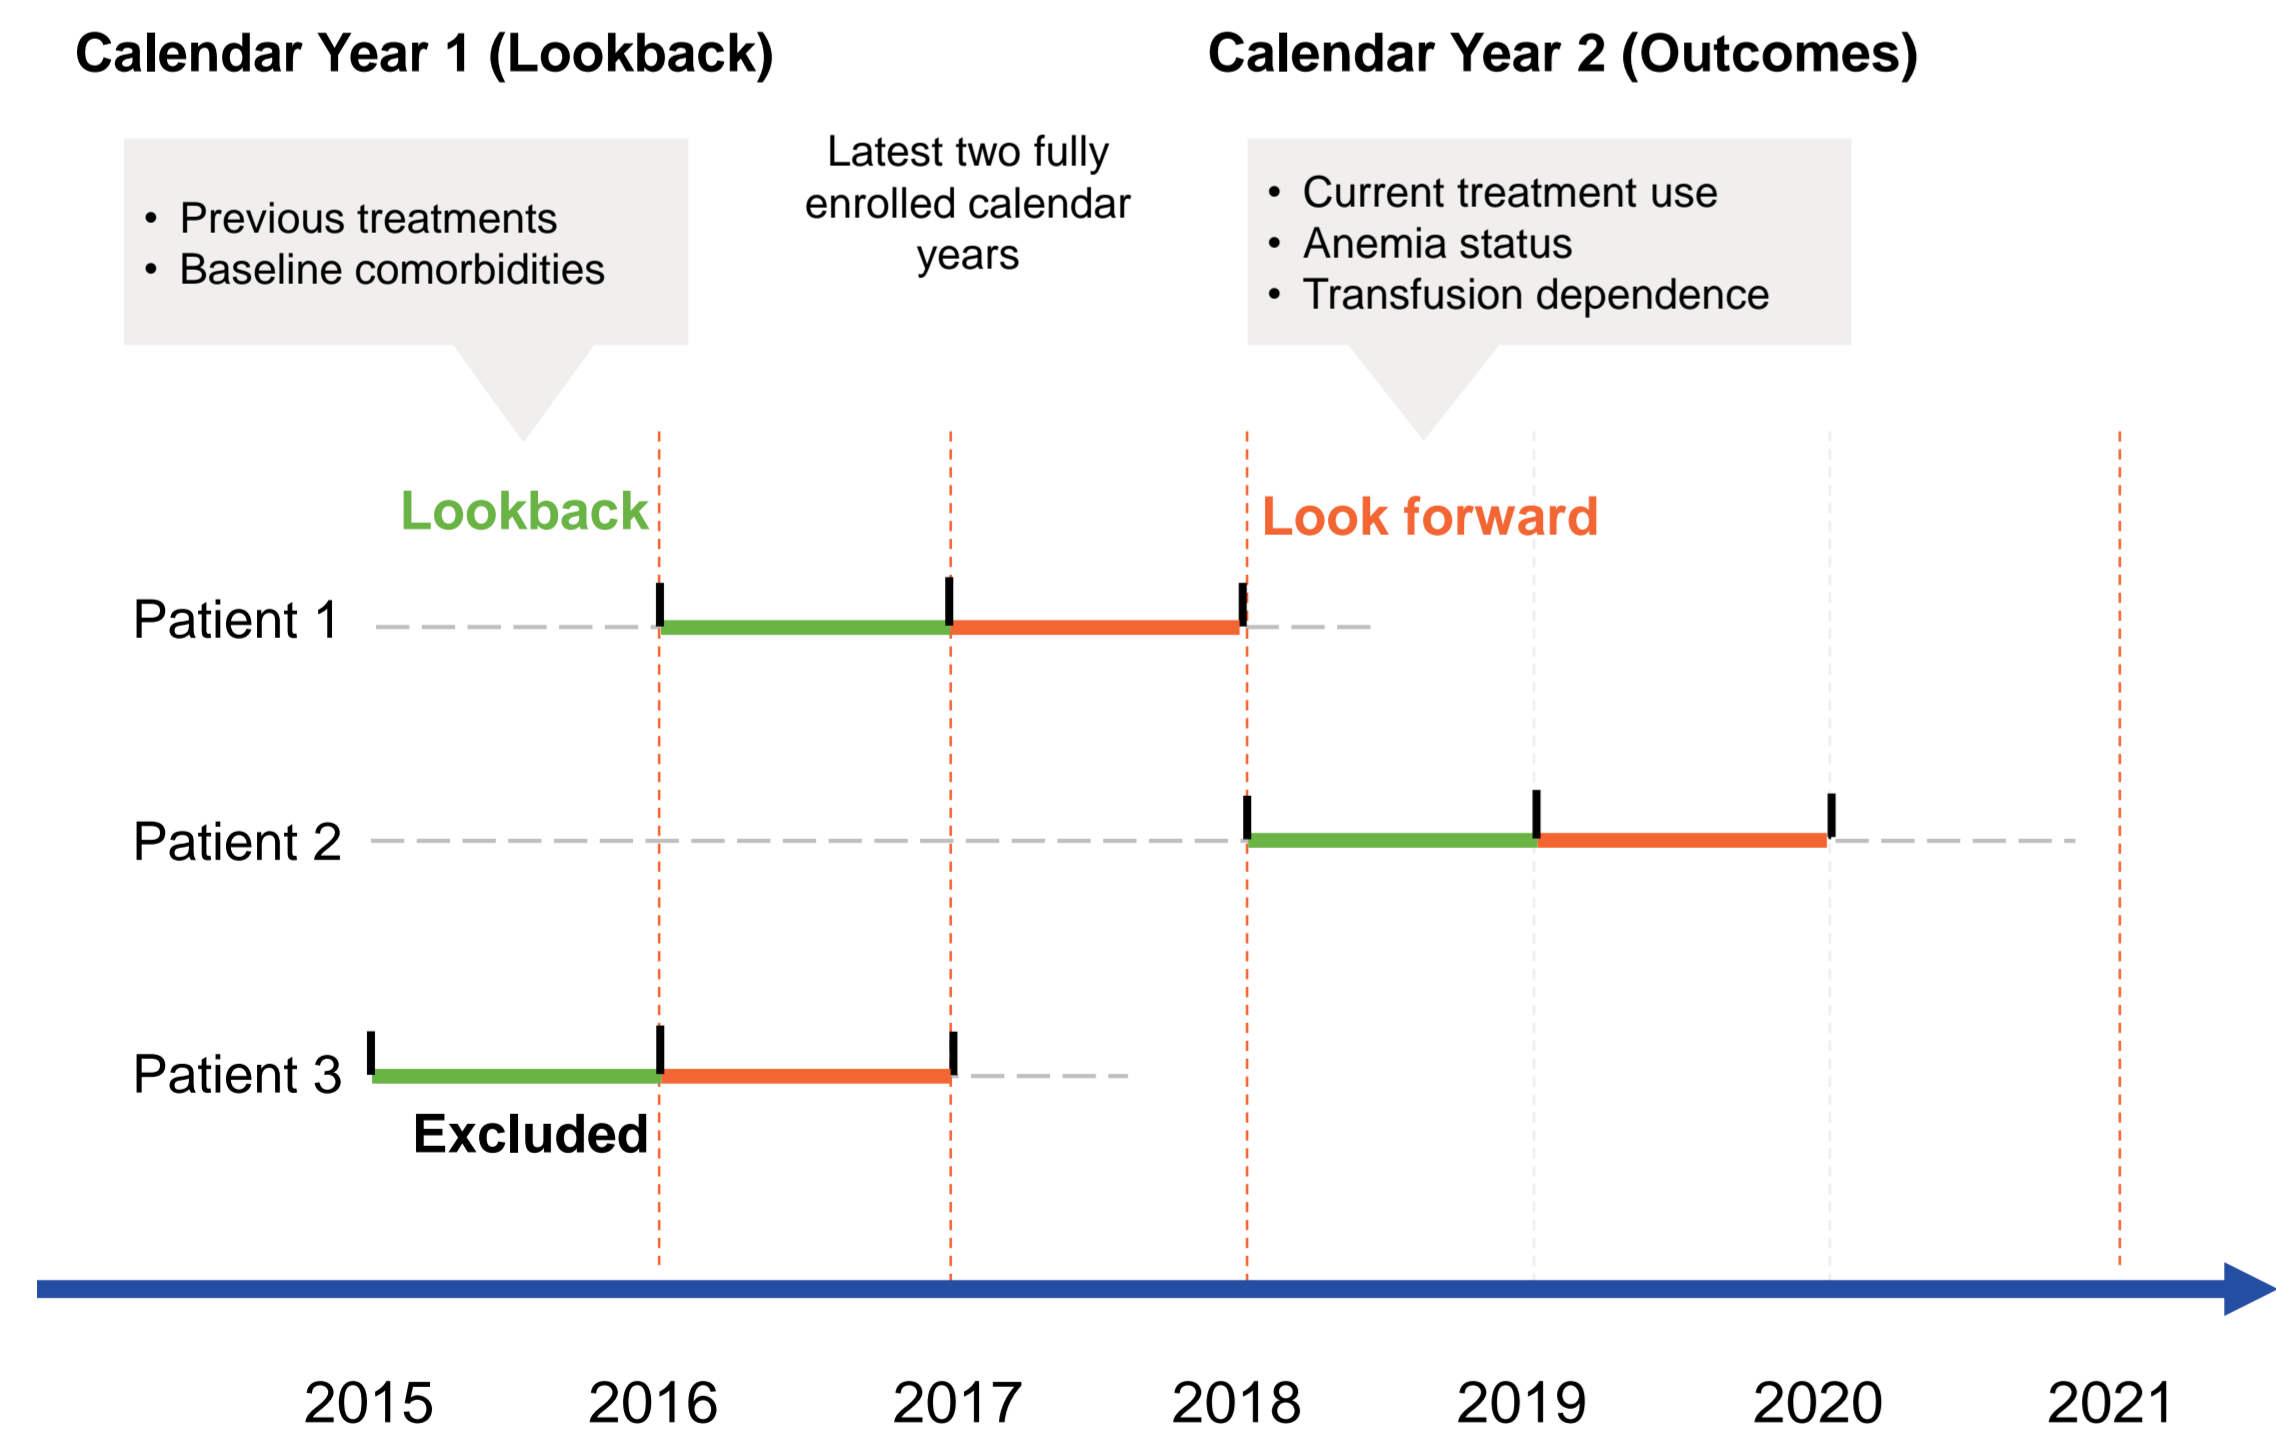 Calendar Year 1 (Lookback)
Calendar Year 2 (Outcomes)
• Previous treatments
• Baseline comorbidities
Latest two fully
enrolled calendar
years
• Current treatment use
• Anemia status
• Transfusion dependence
Lookback
Look forward
Patient 1
Patient 2
Patient 3
Excluded
2015 2016 2017 2018 2019 2020 2021